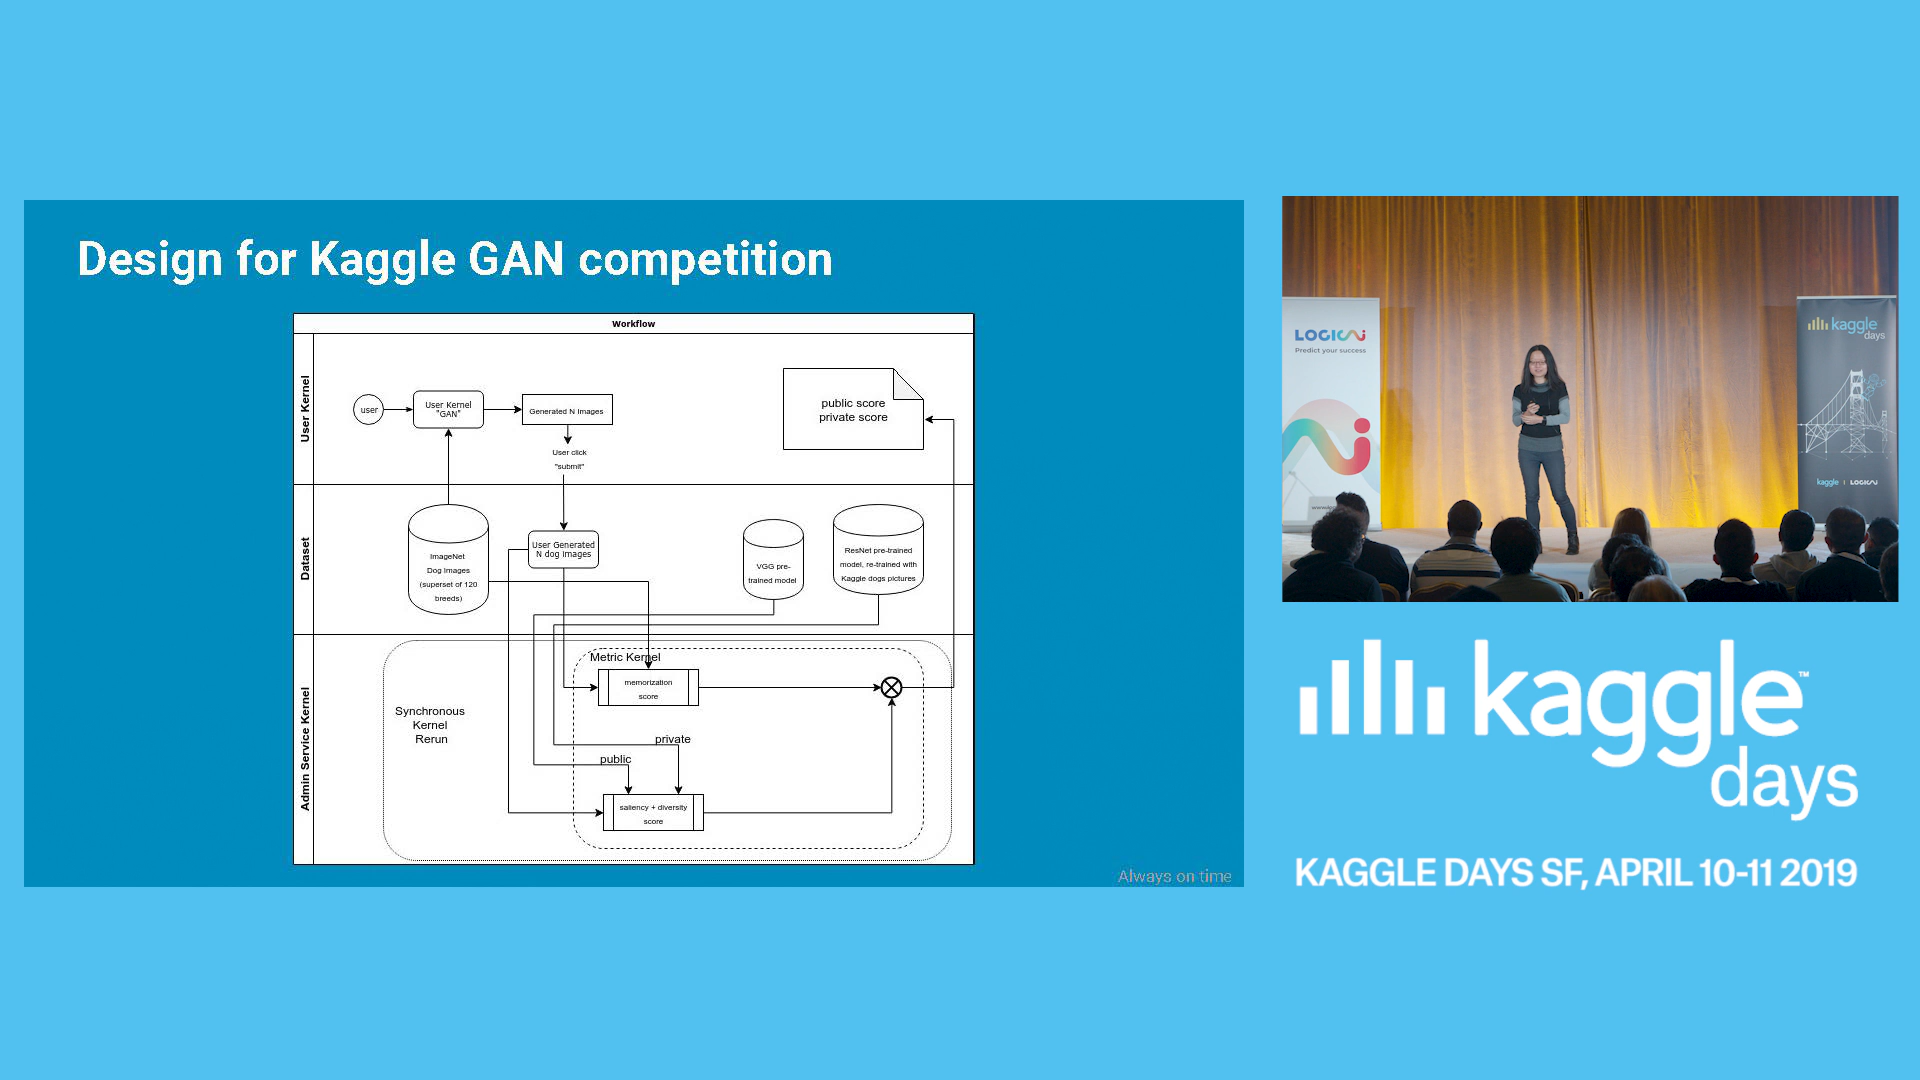 Design for Kaggle GAN competition
Workflow
User Kernel
user
User Kernel
"GAN"
Generated N Images
User click
"submit"
public score
private score
Dataset
ImageNet
Dog Images
(superset of 120
breeds)
User Generated
N dog images
VGG pre-
trained model
ResNet pre-trained
model, re-trained with
Kaggle dogs pictures
Admin Service Kernel
Synchronous
Kernel
Rerun
Metric Kernel
memorization
score
private
public
saliency + diversity
score
Always on time
LOGICAI
Predict your success
kaggle
days
kaggle | LOGICAI
kaggle™
days
KAGGLE DAYS SF, APRIL 10-11 2019